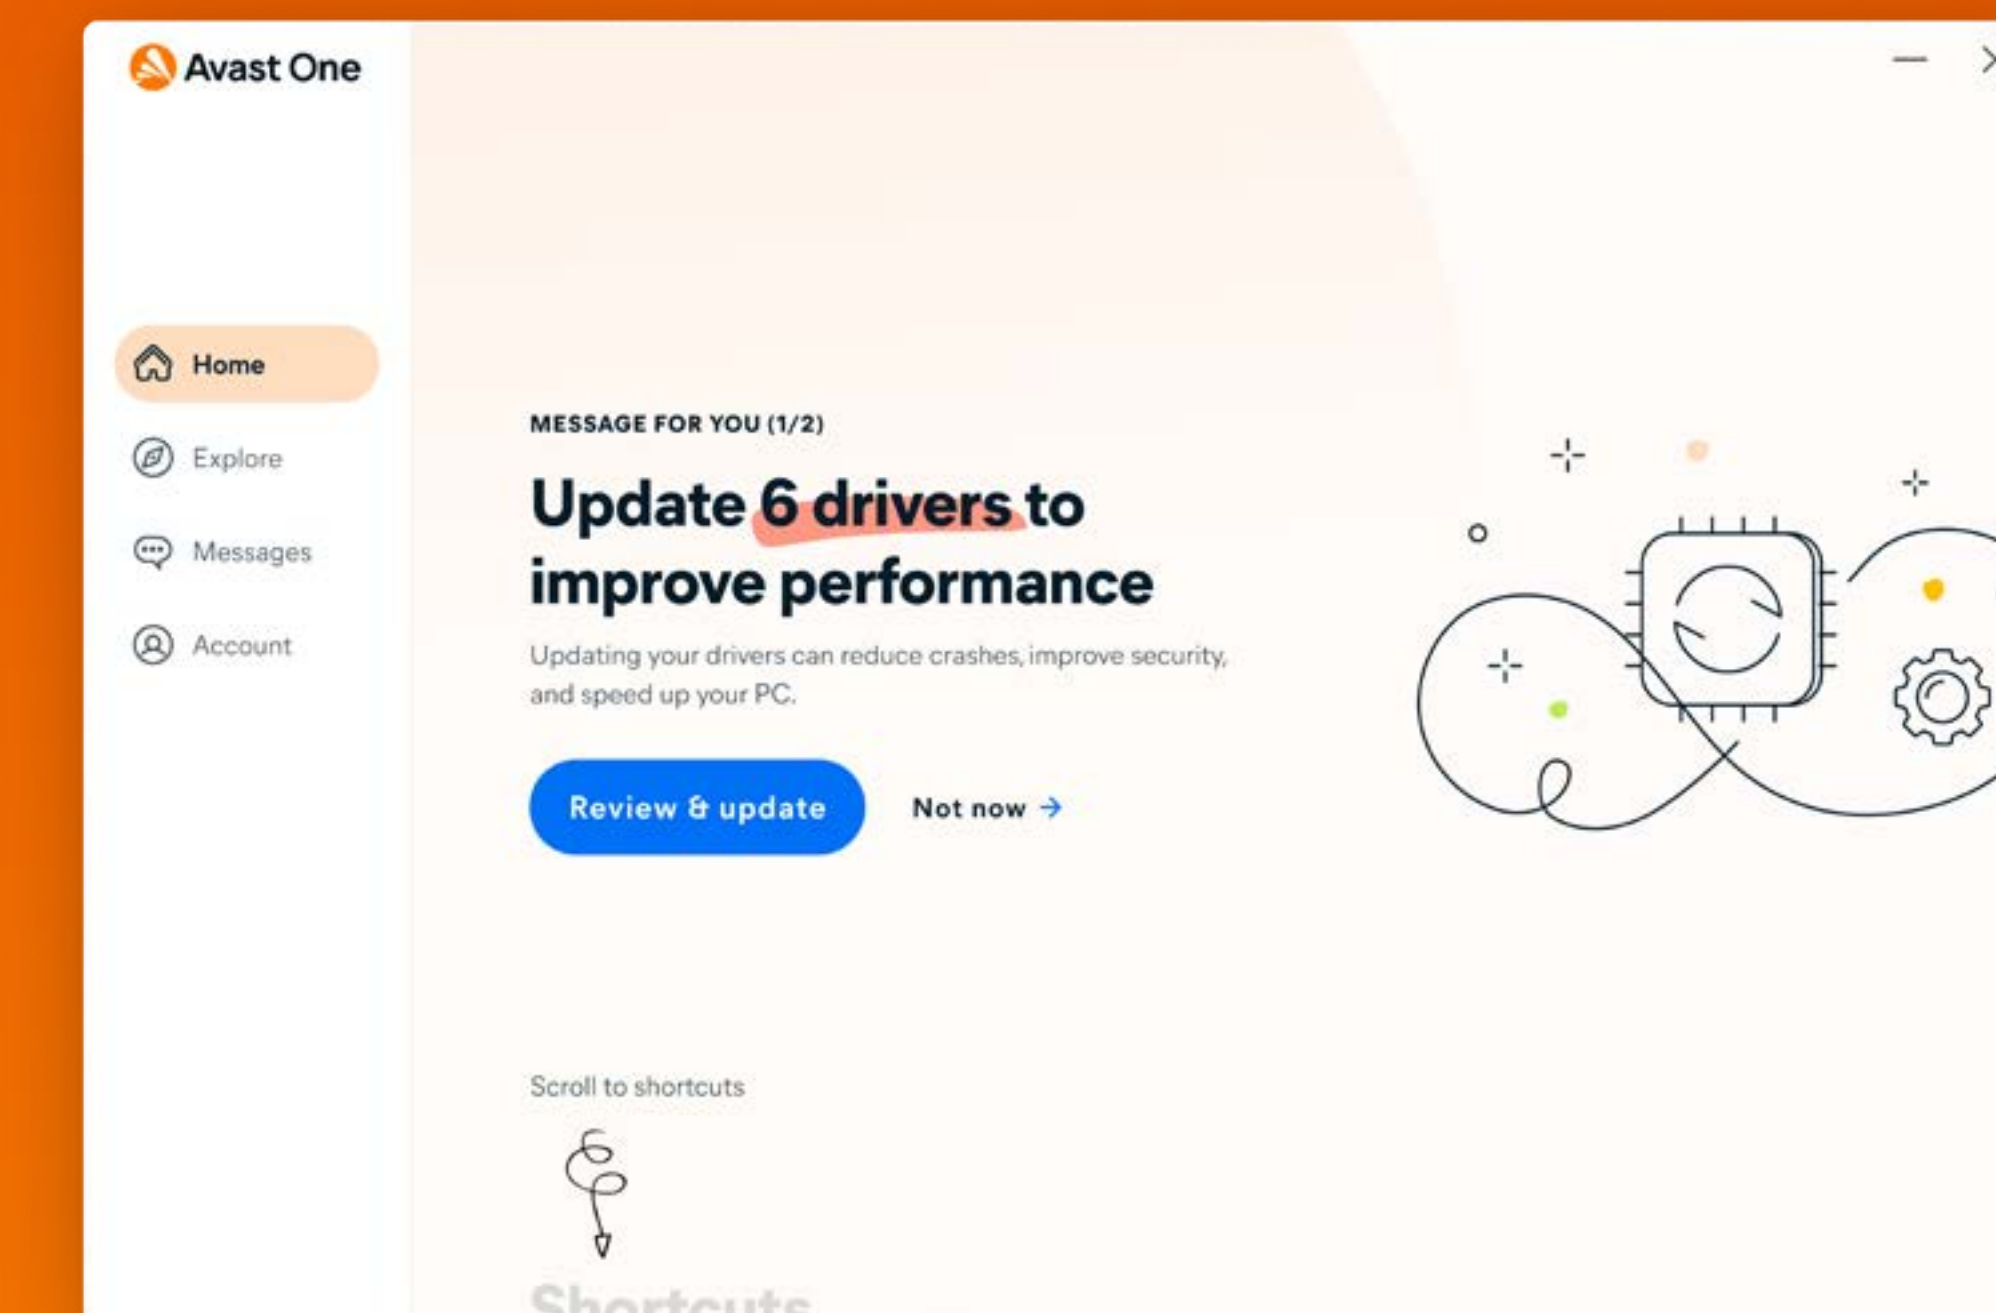 Avast One
Home
Explore
Messages
Account
MESSAGE FOR YOU (1/2)
Update 6 drivers to
improve performance
Updating your drivers can reduce crashes, improve security,
and speed up your PC.
Review & update
Not now
Scroll to shortcuts
Shortcuts